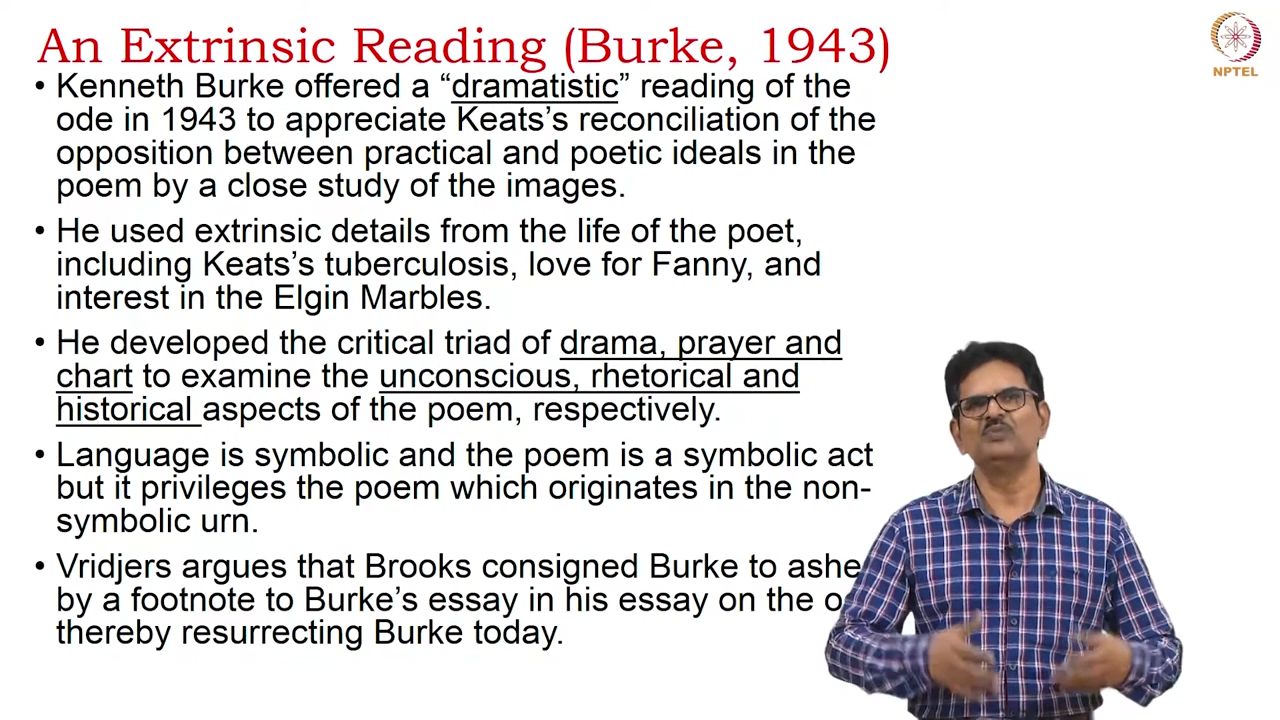 An Extrinsic Reading (Burke, 1943)
NPTEL
• Kenneth Burke offered a “dramatistic” reading of the
ode in 1943 to appreciate Keats’s reconciliation of the
opposition between practical and poetic ideals in the
poem by a close study of the images.
• He used extrinsic details from the life of the poet,
including Keats’s tuberculosis, love for Fanny, and
interest in the Elgin Marbles.
• He developed the critical triad of drama, prayer and
chart to examine the unconscious, rhetorical and
historical aspects of the poem, respectively.
• Language is symbolic and the poem is a symbolic act
but it privileges the poem which originates in the non-
symbolic urn.
• Vridjers argues that Brooks consigned Burke to ashe
by a footnote to Burke’s essay in his essay on the o
thereby resurrecting Burke today.